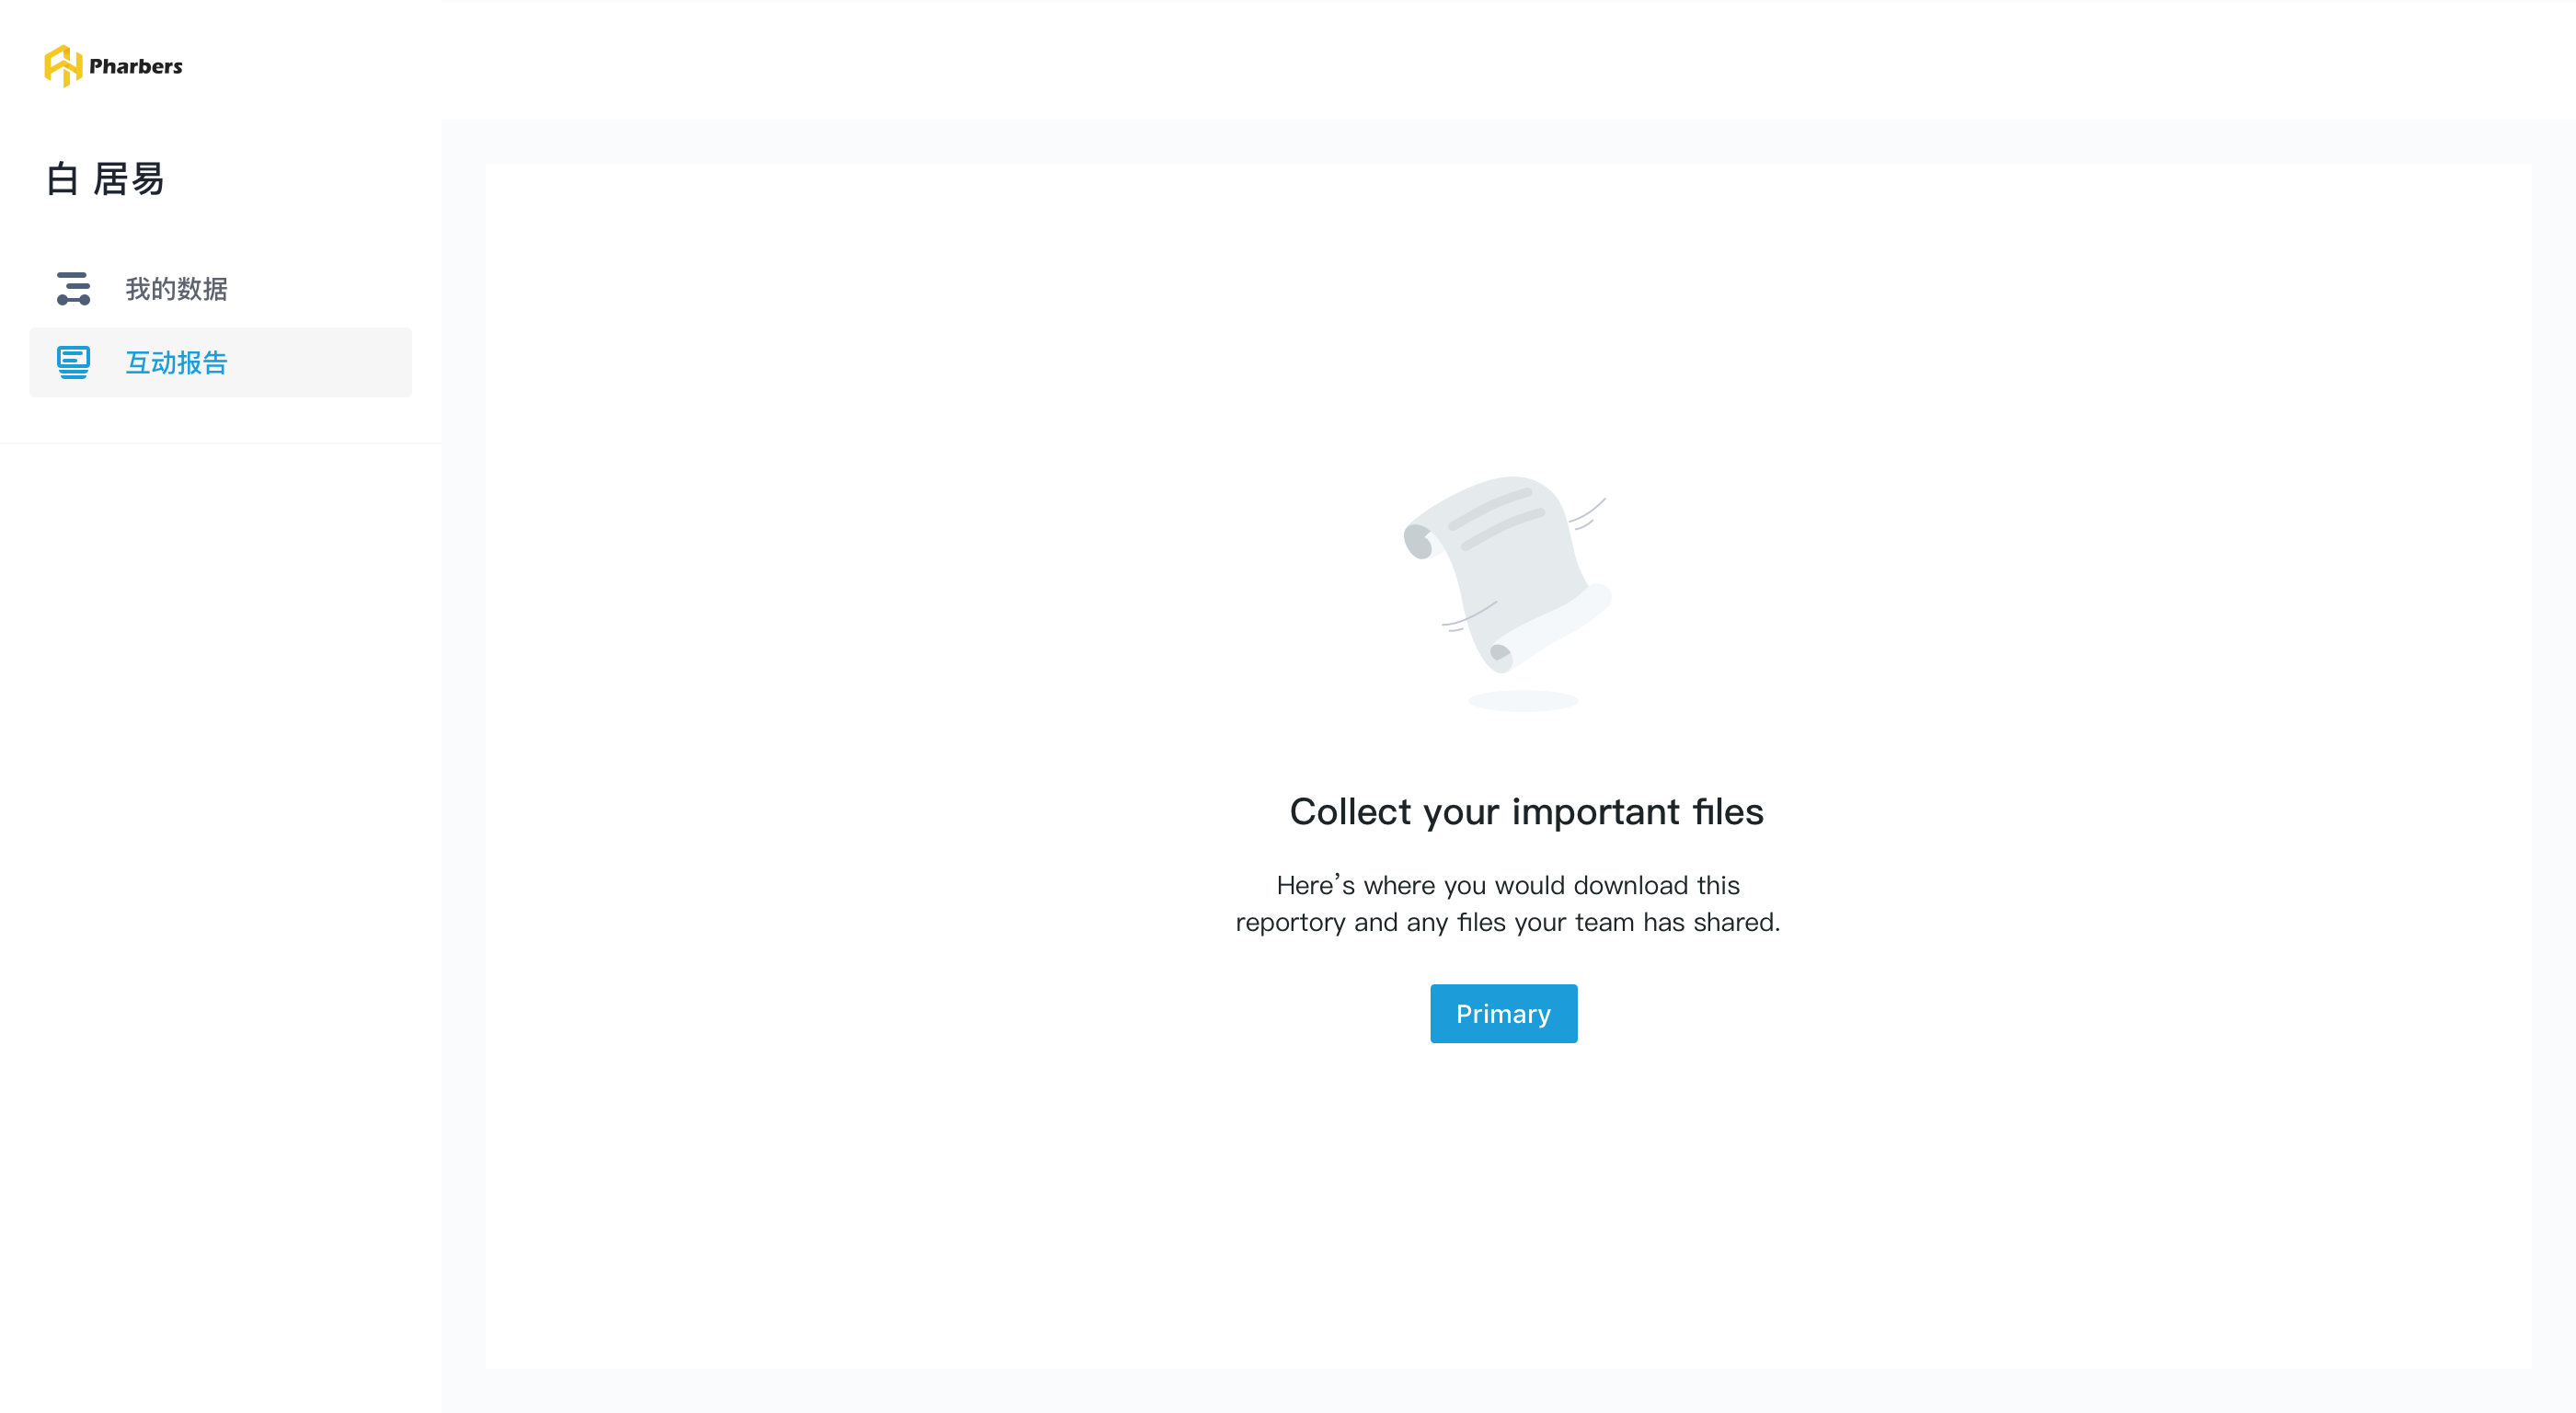 Pharbers
白 居易
我的数据
互动报告
Collect your important files
Here’s where you would download this
reportory and any files your team has shared.
Primary